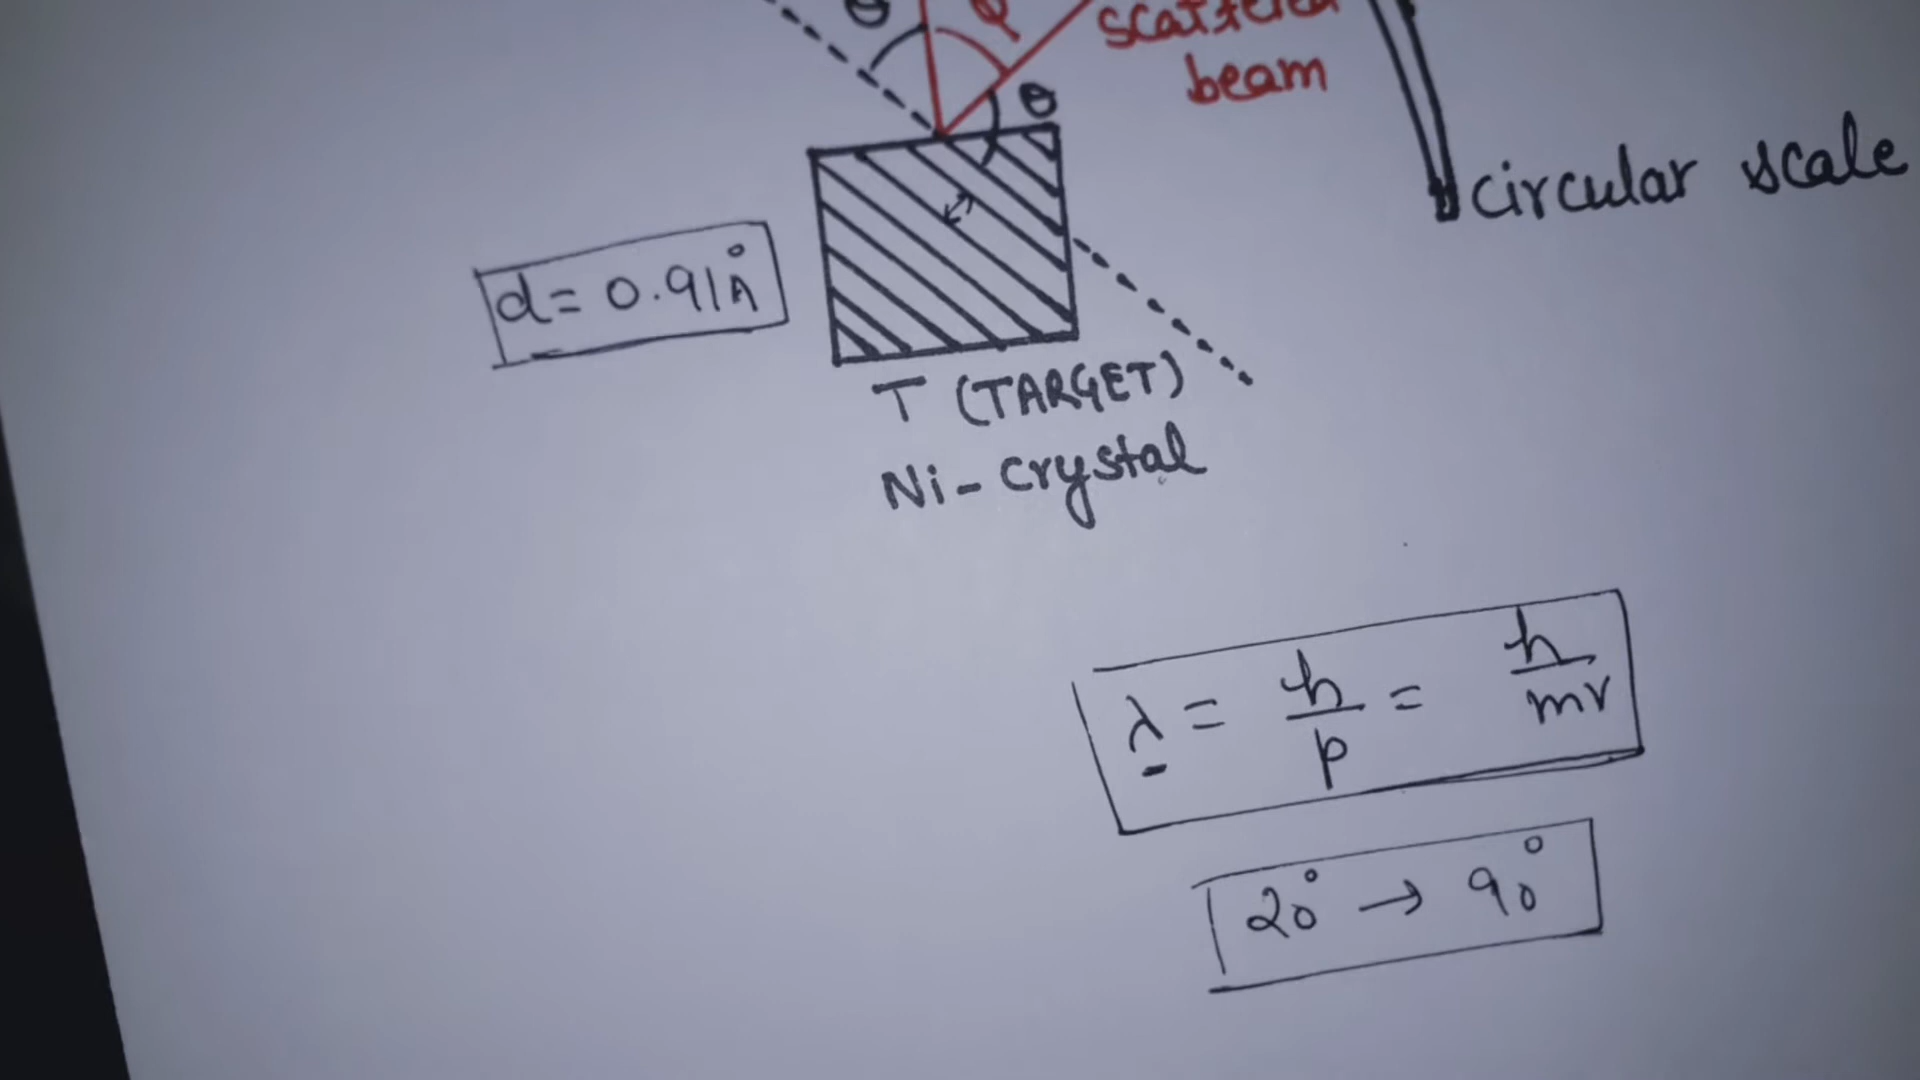 θ φ scattered
beam
θ
circular scale
d = 0.91Å
T (TARGET)
Ni-crystal
λ = h/p = h/mv
20° → 90°